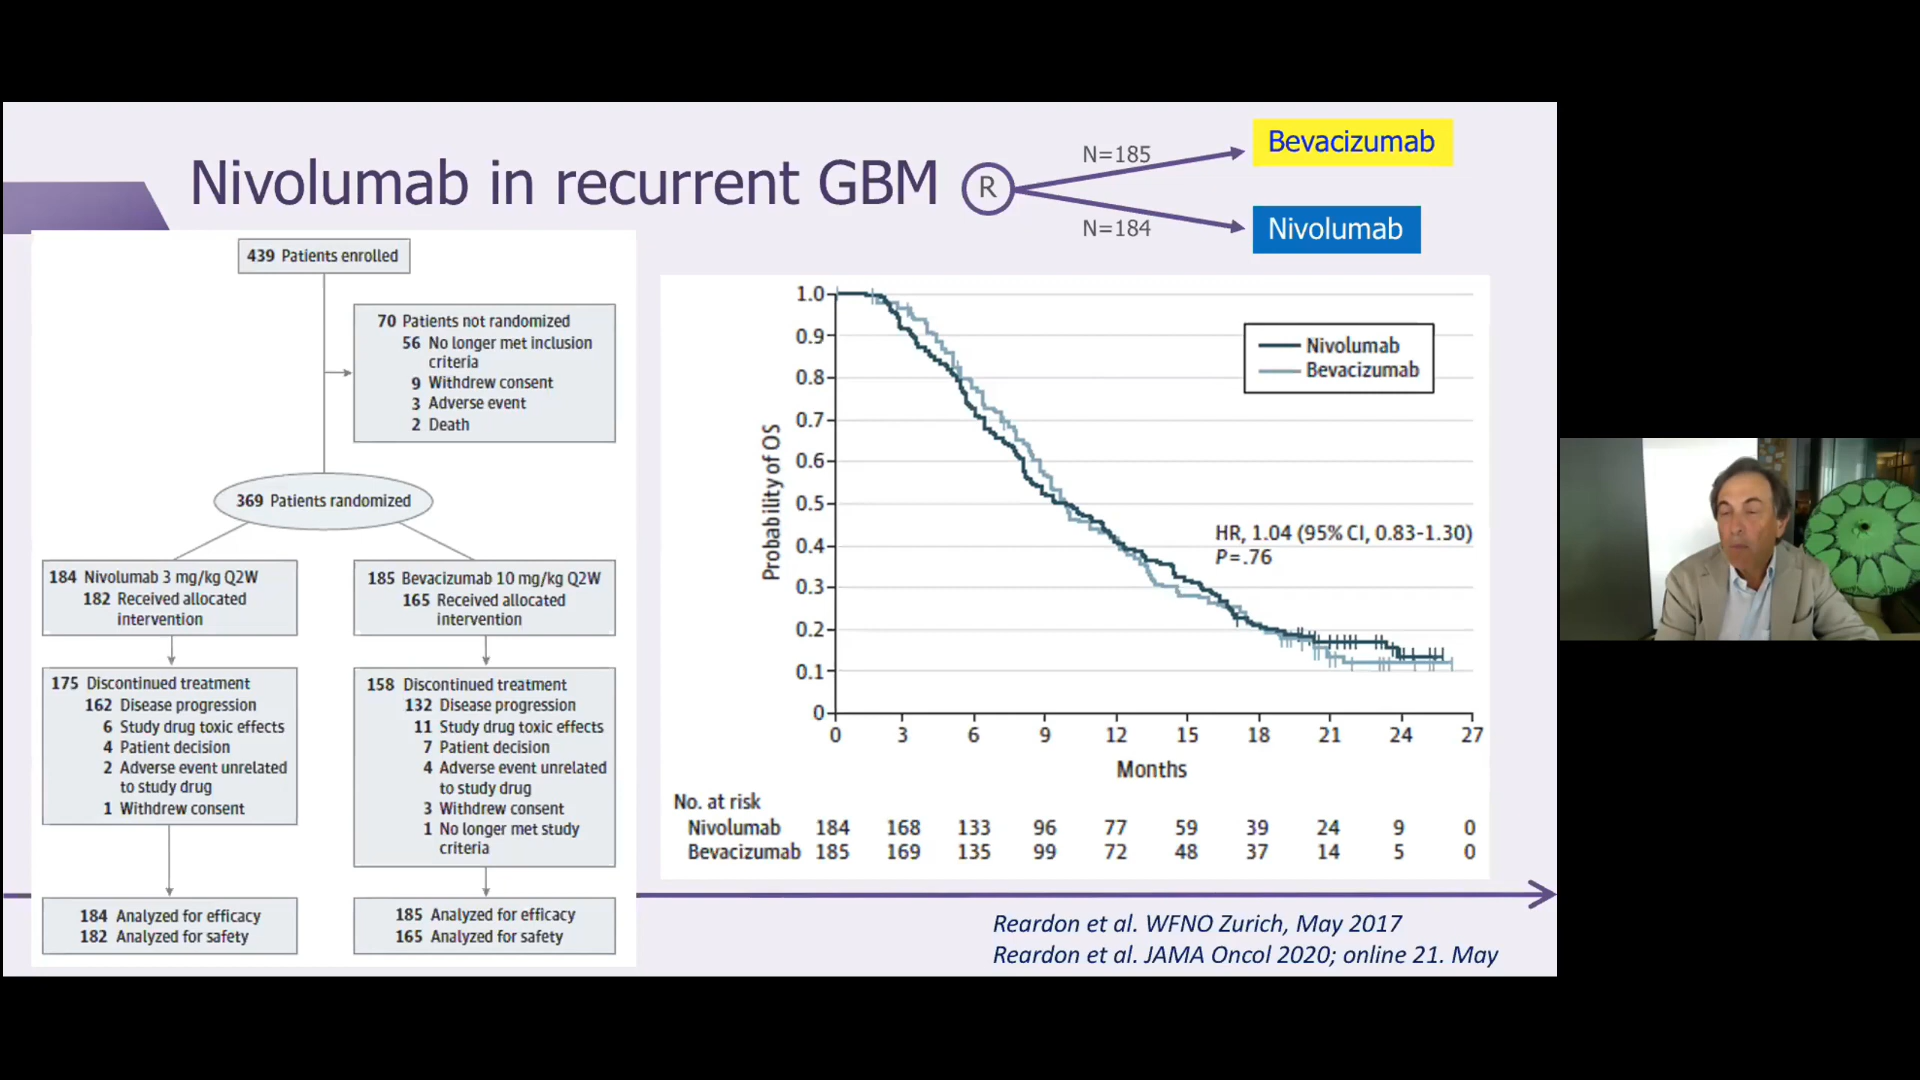 Nivolumab in recurrent GBM
R
N=185
N=184
Bevacizumab
Nivolumab
439 Patients enrolled
70 Patients not randomized
56 No longer met inclusion
criteria
9 Withdrew consent
3 Adverse event
2 Death
369 Patients randomized
184 Nivolumab 3 mg/kg Q2W
182 Received allocated
intervention
185 Bevacizumab 10 mg/kg Q2W
165 Received allocated
intervention
175 Discontinued treatment
162 Disease progression
6 Study drug toxic effects
4 Patient decision
2 Adverse event unrelated
to study drug
1 Withdrew consent
158 Discontinued treatment
132 Disease progression
11 Study drug toxic effects
7 Patient decision
4 Adverse event unrelated
to study drug
3 Withdrew consent
1 No longer met study
criteria
184 Analyzed for efficacy
182 Analyzed for safety
185 Analyzed for efficacy
165 Analyzed for safety
Probability of OS
1.0
0.9
0.8
0.7
0.6
0.5
0.4
0.3
0.2
0.1
0
Nivolumab
Bevacizumab
HR, 1.04 (95% CI, 0.83-1.30)
P=.76
0 3 6 9 12 15 18 21 24 27
Months
No. at risk
Nivolumab 184 168 133 96 77 59 39 24 9 0
Bevacizumab 185 169 135 99 72 48 37 14 5 0
Reardon et al. WFNO Zurich, May 2017
Reardon et al. JAMA Oncol 2020; online 21. May